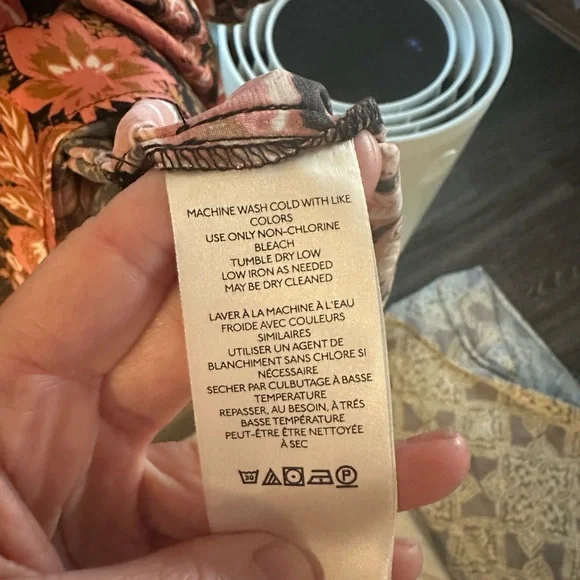 MACHINE WASH COLD WITH LIKE
COLORS
USE ONLY NON-CHLORINE
BLEACH
TUMBLE DRY LOW
LOW IRON AS NEEDED
MAY BE DRY CLEANED
LAVER À LA MACHINE À L'EAU
FROIDE AVEC COULEURS
SIMILAIRES
UTILISER UN AGENT DE
BLANCHIMENT SANS CHLORE SI
NÉCESSAIRE
SECHER PAR CULBUTAGE À BASSE
TEMPERATURE
REPASSER, AU BESOIN, À TRÉS
BASSE TEMPÉRATURE
PEUT-ÊTRE ÊTRE NETTOYÉE
À SEC
30 P